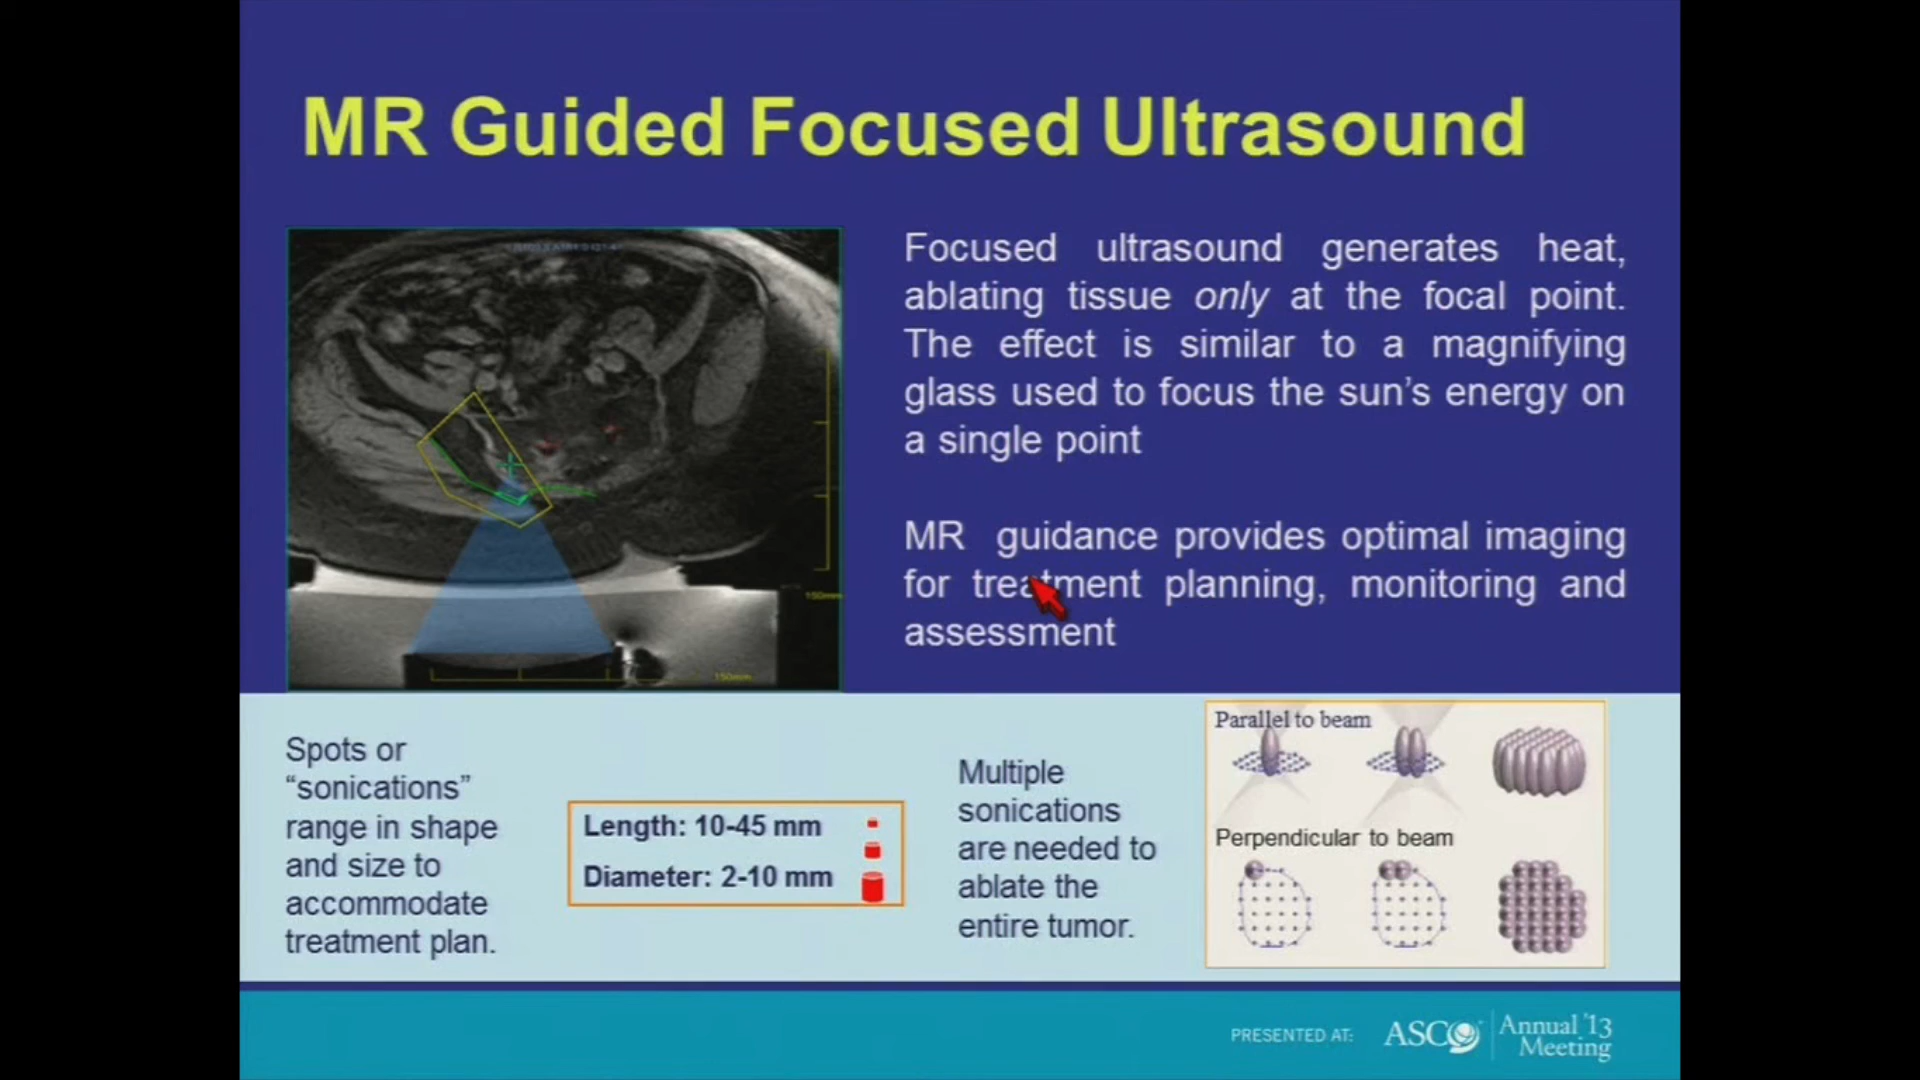 MR Guided Focused Ultrasound
Focused ultrasound generates heat,
ablating tissue only at the focal point.
The effect is similar to a magnifying
glass used to focus the sun’s energy on
a single point
MR guidance provides optimal imaging
for treatment planning, monitoring and
assessment
150mm
150mm
Spots or
“sonications”
range in shape
and size to
accommodate
treatment plan.
Length: 10-45 mm
Diameter: 2-10 mm
Multiple
sonications
are needed to
ablate the
entire tumor.
Parallel to beam
Perpendicular to beam
PRESENTED AT:
ASCO
Annual '13
Meeting